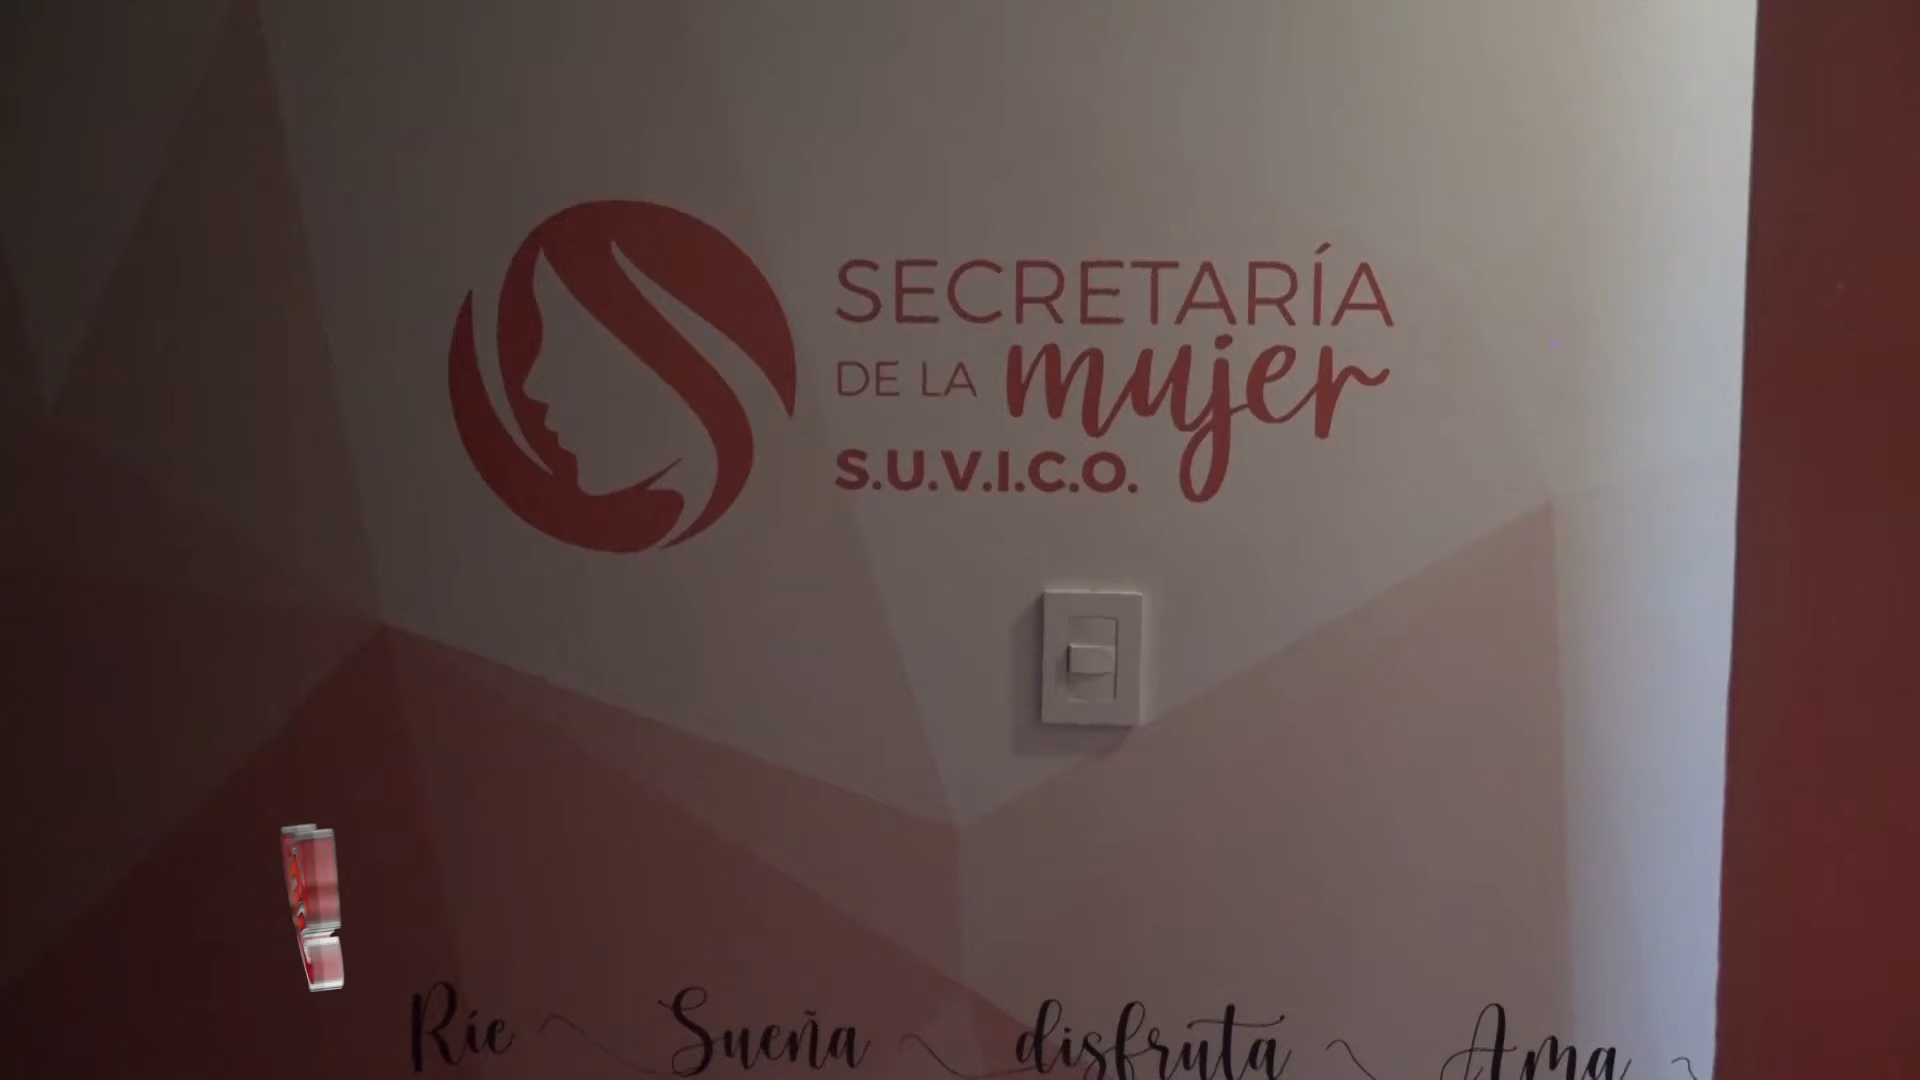 SECRETARÍA
DE LA mujer
S.U.V.I.C.O.
Ríe ~ Sueña ~ disfruta ~ Ama ~